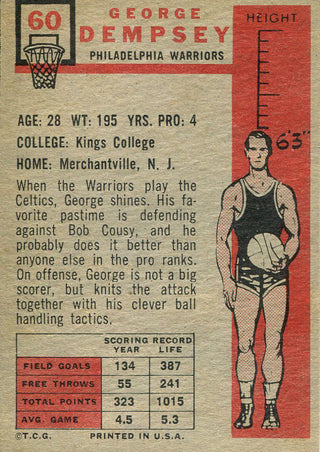 60
GEORGE
DEMPSEY
PHILADELPHIA WARRIORS
HEIGHT
6'3"
AGE: 28 WT: 195 YRS. PRO: 4
COLLEGE: Kings College
HOME: Merchantville, N. J.
When the Warriors play the
Celtics, George shines. His fa-
vorite pastime is defending
against Bob Cousy, and he
probably does it better than
anyone else in the pro ranks.
On offense, George is not a big
scorer, but knits the attack
together with his clever ball
handling tactics.
SCORING RECORD
YEAR LIFE
FIELD GOALS 134 387
FREE THROWS 55 241
TOTAL POINTS 323 1015
AVG. GAME 4.5 5.3
©T.C.G. PRINTED IN U.S.A.